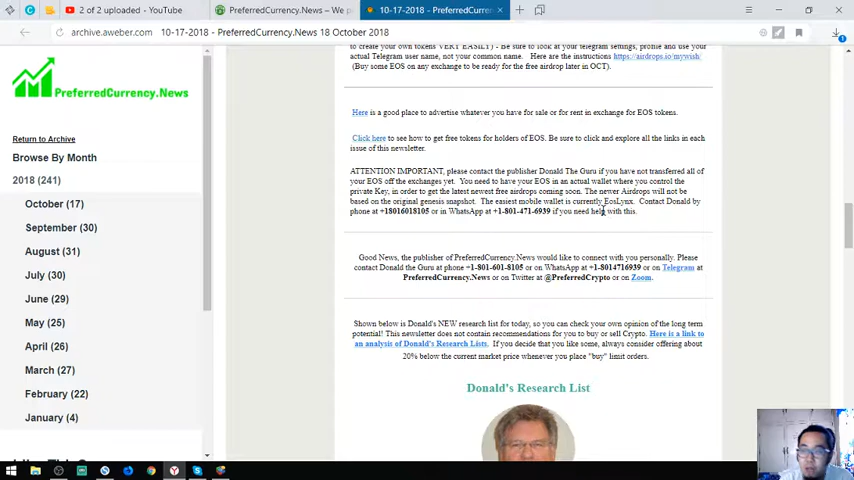 2 of 2 uploaded - YouTube
PreferredCurrency.News – We p
10-17-2018 - PreferredCurren
archive.aweber.com
10-17-2018 - PreferredCurrency.News 18 October 2018
PreferredCurrency.News
Return to Archive
Browse By Month
2018 (241)
October (17)
September (30)
August (31)
July (30)
June (29)
May (25)
April (26)
March (27)
February (22)
January (4)
to create your own tokens VERY EASILY) - Be sure to look at your telegram settings, profile and use your
actual Telegram user name, not your common name. Here are the instructions https://airdrops.io/mywish/
(Buy some EOS on any exchange to be ready for the free airdrop later in OCT).
Here is a good place to advertise whatever you have for sale or for rent in exchange for EOS tokens.
Click here to see how to get free tokens for holders of EOS. Be sure to click and explore all the links in each
issue of this newsletter.
ATTENTION IMPORTANT, please contact the publisher Donald The Guru if you have not transferred all of
your EOS off the exchanges yet. You need to have your EOS in an actual wallet where you control the
private Key, in order to get the latest newest free airdrops coming soon. The newer Airdrops will not be
based on the original genesis snapshot. The easiest mobile wallet is currently EosLynx. Contact Donald by
phone at +18016018105 or in WhatsApp at +1-801-471-6939 if you need help with this.
Good News, the publisher of PreferredCurrency.News would like to connect with you personally. Please
contact Donald the Guru at phone +1-801-601-8105 or on WhatsApp at +1-8014716939 or on Telegram at
PreferredCurrency.News or on Twitter at @PreferredCrypto or on Zoom.
Shown below is Donald's NEW research list for today, so you can check your own opinion of the long term
potential! This newsletter does not contain recommendations for you to buy or sell Crypto. Here is a link to
an analysis of Donald's Research Lists. If you decide that you like some, always consider offering about
20% below the current market price whenever you place "buy" limit orders.
Donald's Research List